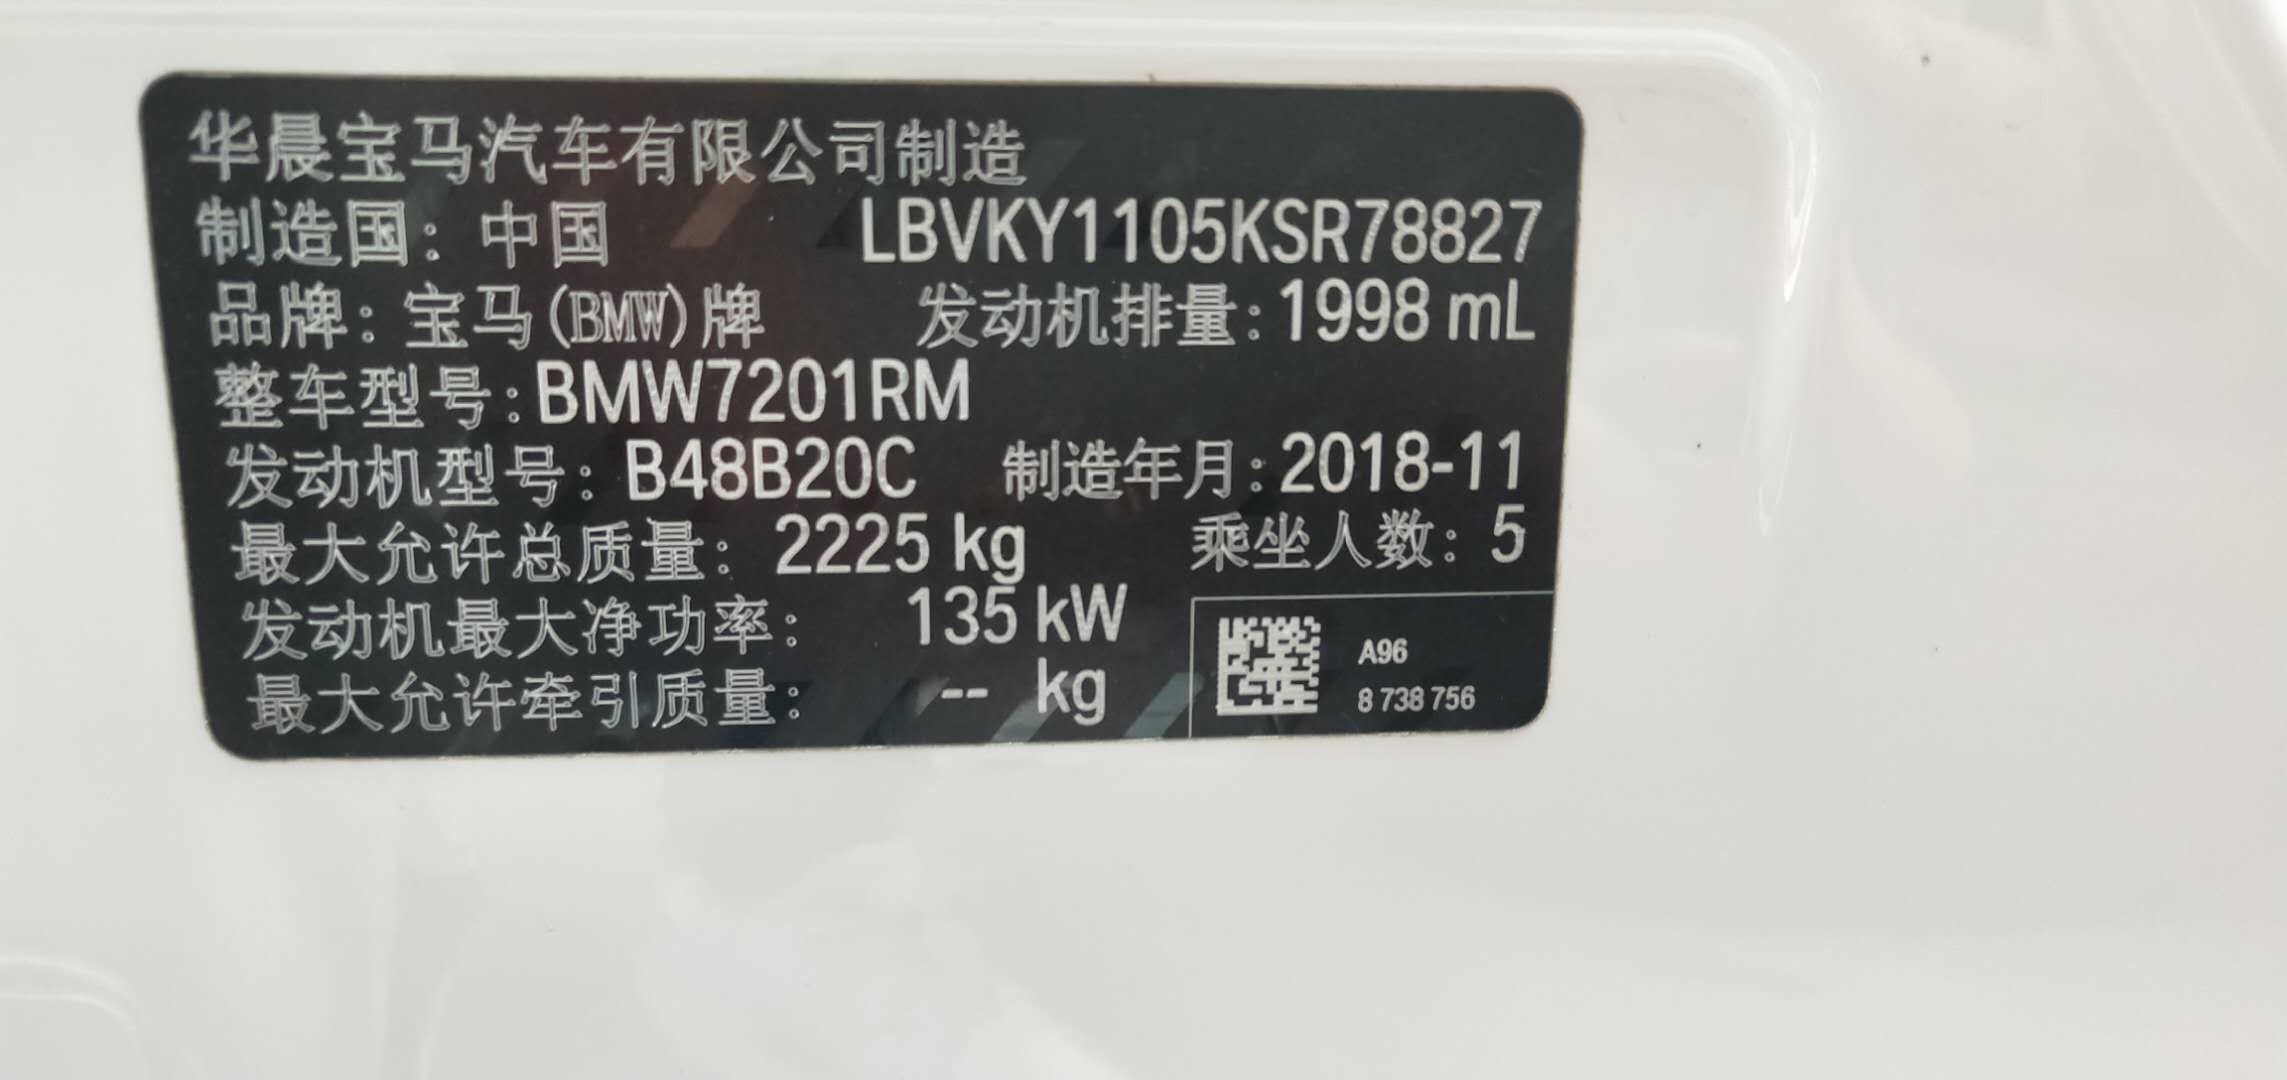 华晨宝马汽车有限公司制造
制造国：中国 LBVKY1105KSR78827
品牌：宝马(BMW)牌 发动机排量：1998 mL
整车型号：BMW7201RM
发动机型号：B48B20C 制造年月：2018-11
最大允许总质量：2225 kg 乘坐人数：5
发动机最大净功率：135 kW
最大允许牵引质量：-- kg
A96
8 738 756